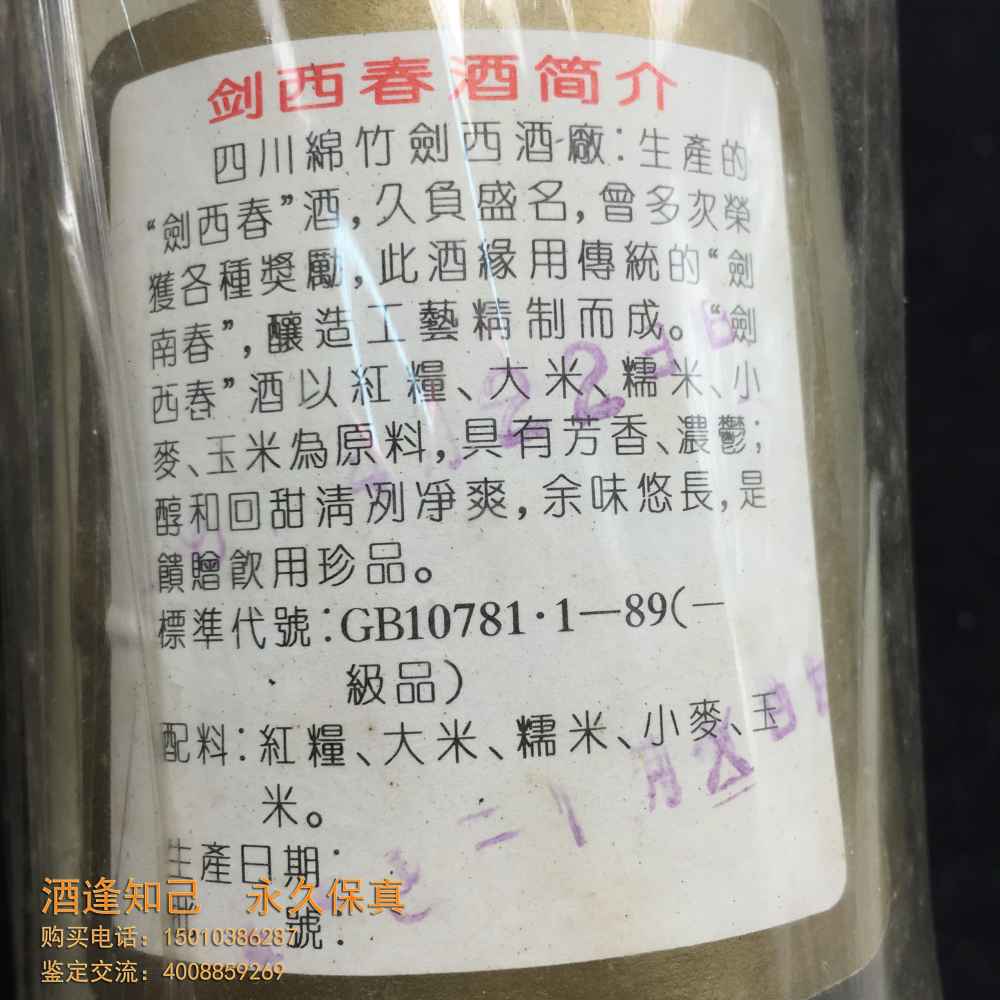 剑西春酒简介
四川綿竹劍西酒廠：生產的
“劍西春”酒，久負盛名，曾多次榮
獲各種獎勵，此酒緣用傳統的“劍
南春”，釀造工藝精制而成。“劍
西春”酒以紅糧、大米、糯米、小
麥、玉米為原料，具有芳香、濃鬱；
醇和回甜清冽凈爽，余味悠長，是
饋贈飲用珍品。
標準代號：GB10781·1—89(一
級品）
配料：紅糧、大米、糯米、小麥、玉
米。
生產日期：
號：
酒逢知己 永久保真
购买电话：15010386287
鉴定交流：4008859269